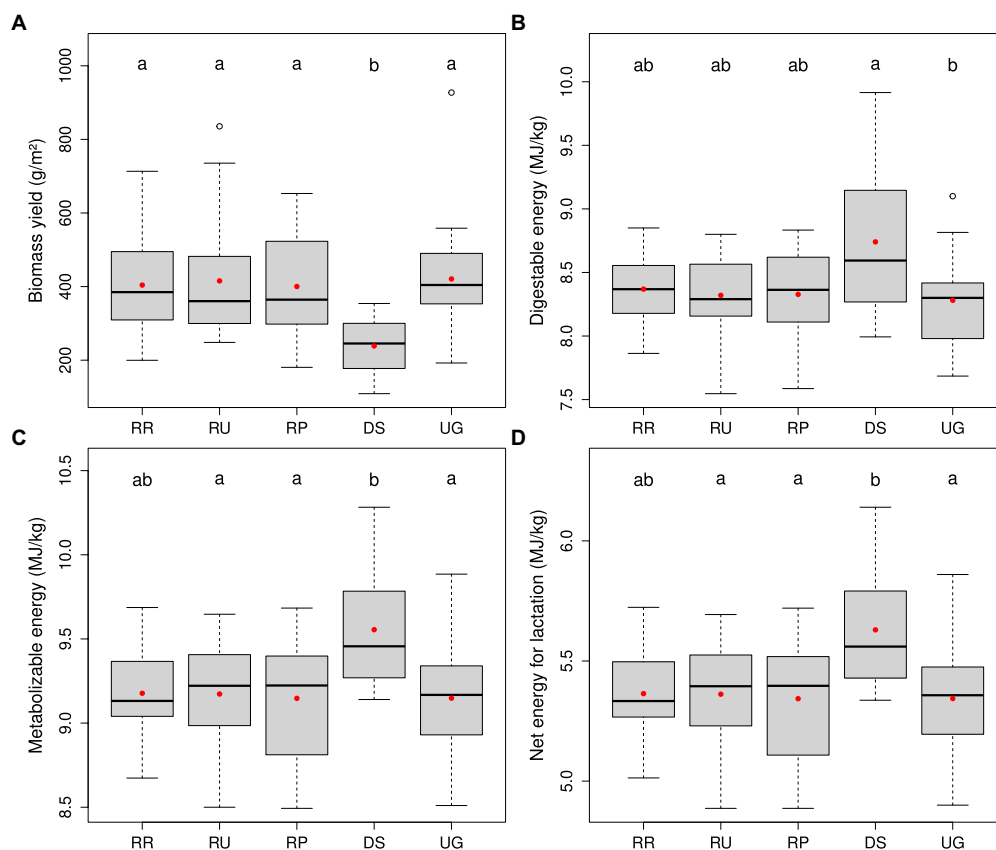 A
Biomass yield (g/m²)
1000
800
600
400
200
a a a b a
RR RU RP DS UG
B
Digestable energy (MJ/kg)
10.0
9.5
9.0
8.5
8.0
7.5
ab ab ab a b
RR RU RP DS UG
C
Metabolizable energy (MJ/kg)
10.5
10.0
9.5
9.0
8.5
ab a a b a
RR RU RP DS UG
D
Net energy for lactation (MJ/kg)
6.0
5.5
5.0
ab a a b a
RR RU RP DS UG